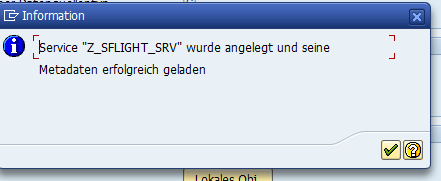 Information
Service "Z_SFLIGHT_SRV" wurde angelegt und seine
Metadaten erfolgreich geladen
Lokales Obj.